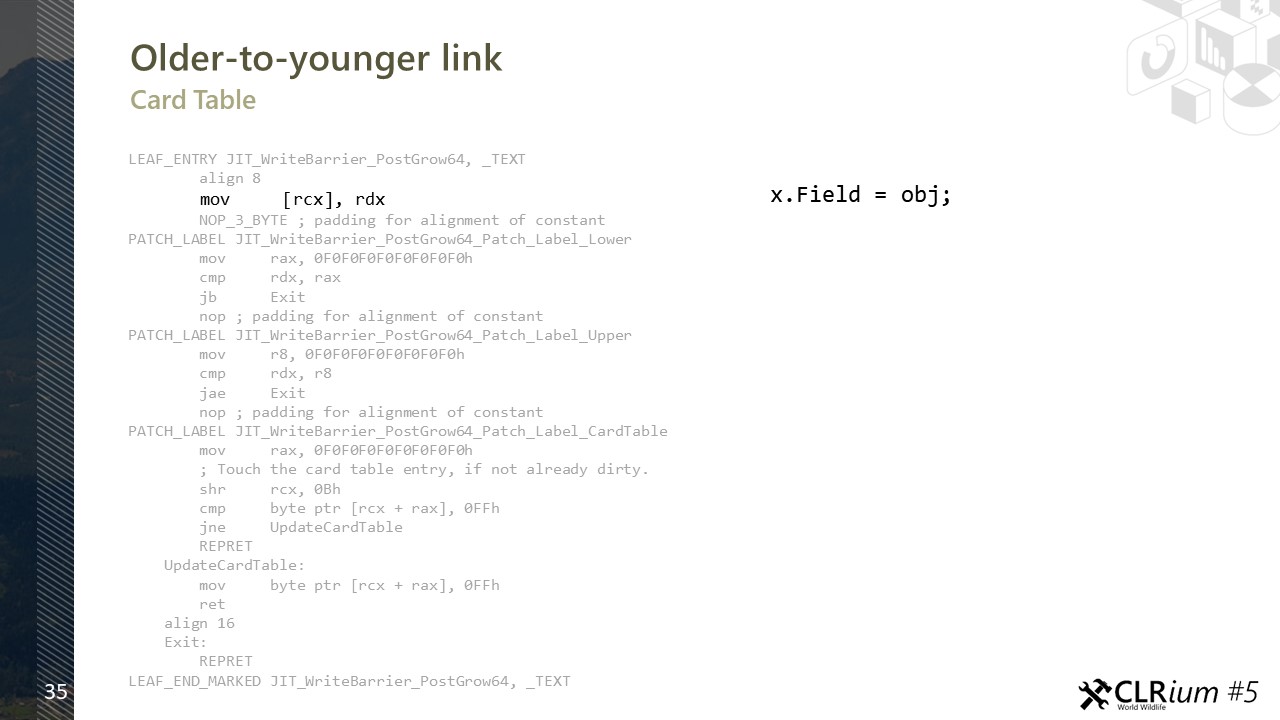 Older-to-younger link
Card Table
LEAF_ENTRY JIT_WriteBarrier_PostGrow64, _TEXT
align 8
mov [rcx], rdx
x.Field = obj;
NOP_3_BYTE ; padding for alignment of constant
PATCH_LABEL JIT_WriteBarrier_PostGrow64_Patch_Label_Lower
mov rax, 0F0F0F0F0F0F0F0F0h
cmp rdx, rax
jb Exit
nop ; padding for alignment of constant
PATCH_LABEL JIT_WriteBarrier_PostGrow64_Patch_Label_Upper
mov r8, 0F0F0F0F0F0F0F0F0h
cmp rdx, r8
jae Exit
nop ; padding for alignment of constant
PATCH_LABEL JIT_WriteBarrier_PostGrow64_Patch_Label_CardTable
mov rax, 0F0F0F0F0F0F0F0F0h
; Touch the card table entry, if not already dirty.
shr rcx, 0Bh
cmp byte ptr [rcx + rax], 0FFh
jne UpdateCardTable
REPRET
UpdateCardTable:
mov byte ptr [rcx + rax], 0FFh
ret
align 16
Exit:
REPRET
LEAF_END_MARKED JIT_WriteBarrier_PostGrow64, _TEXT
35
CLRium #5
World Wildlife